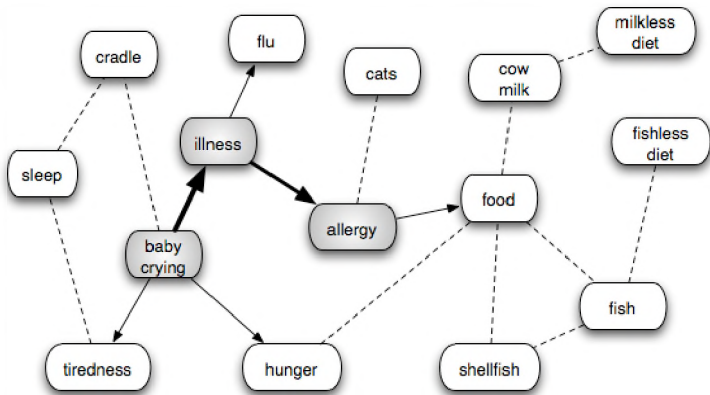 flu
milkless
diet
cradle
cats
cow
milk
illness
fishless
diet
sleep
food
allergy
baby
crying
fish
tiredness
hunger
shellfish